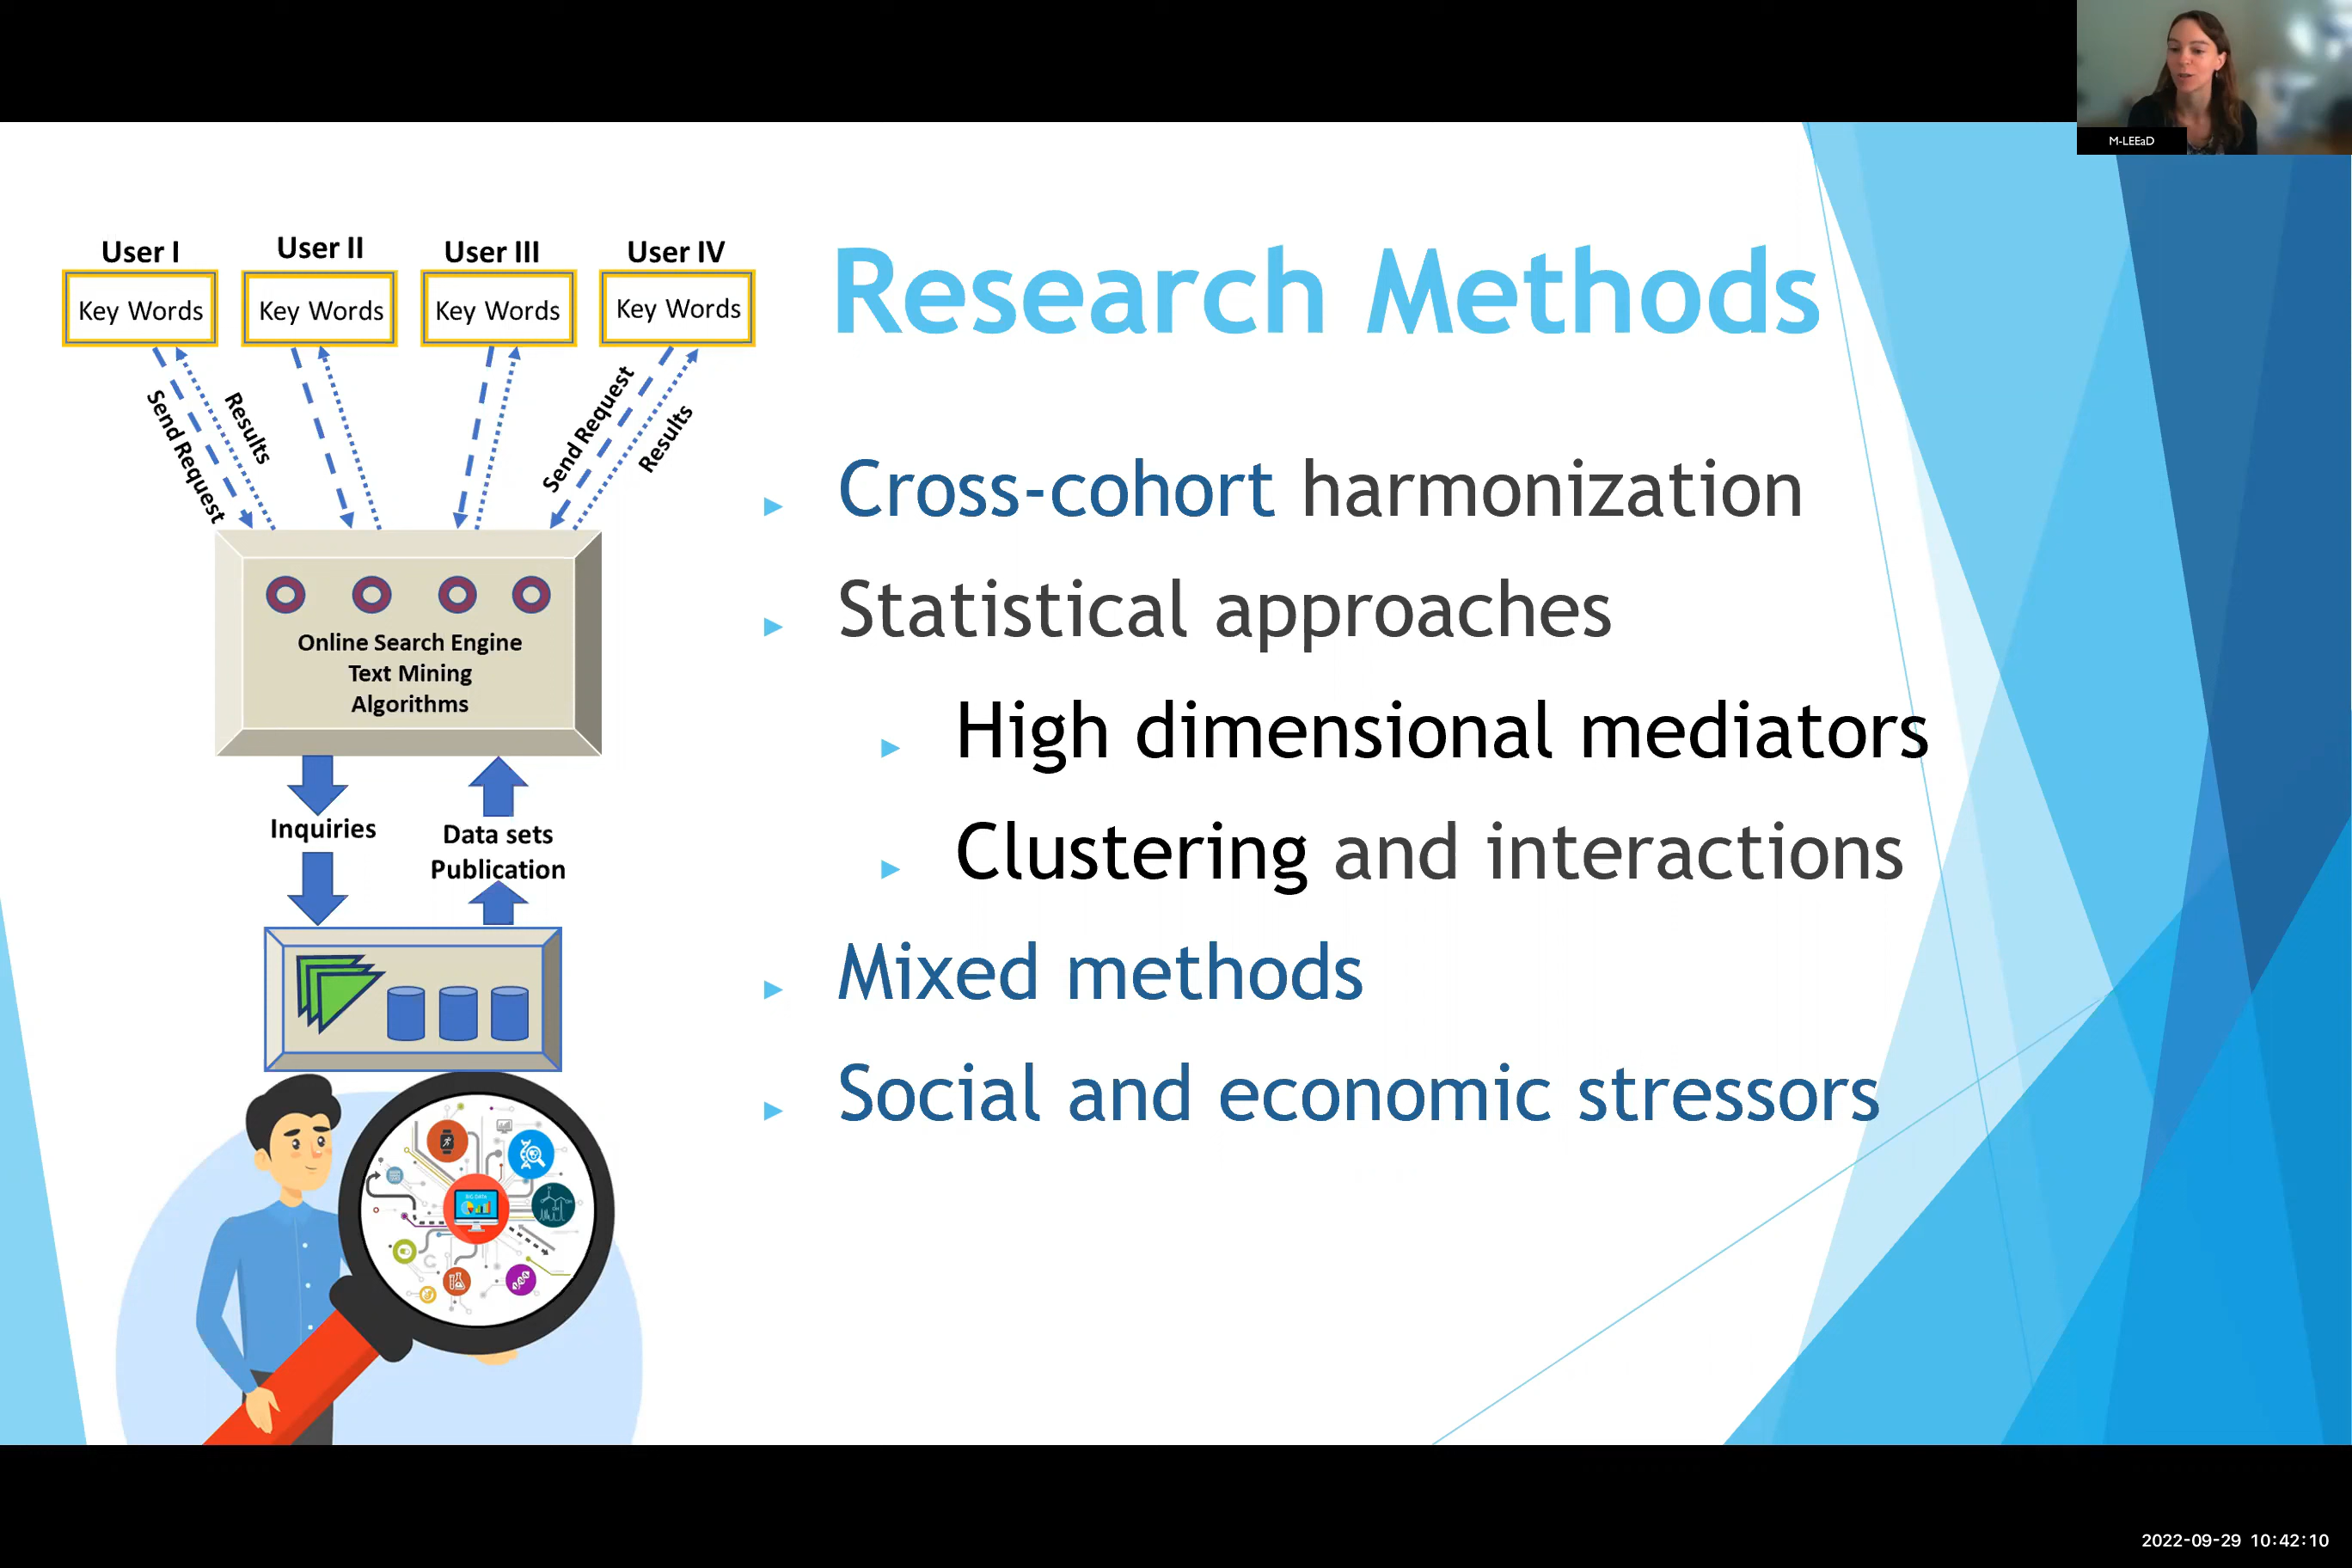 M-LEEaD
User I
User II
User III
User IV
Key Words
Key Words
Key Words
Key Words
Send Request
Results
Send Request
Results
Online Search Engine
Text Mining
Algorithms
Inquiries
Data sets
Publication
Research Methods
Cross-cohort harmonization
Statistical approaches
High dimensional mediators
Clustering and interactions
Mixed methods
Social and economic stressors
BIG DATA
2022-09-29 10:42:10